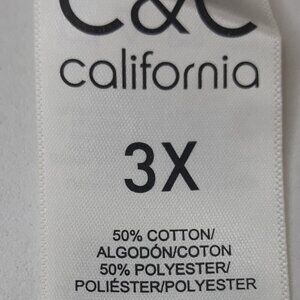 C&C
california
3X
50% COTTON/
ALGODÓN/COTON
50% POLYESTER/
POLIÉSTER/POLYESTER